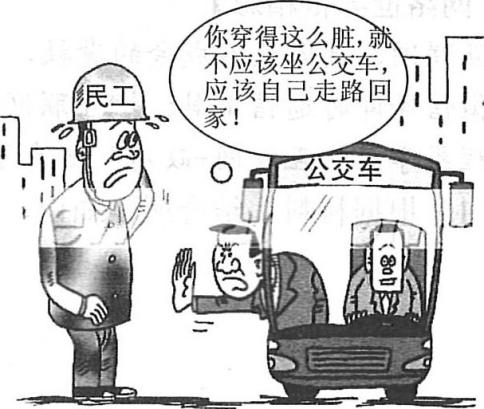 你穿得这么脏,就
不应该坐公交车,
应该自己走路回
家!
民工
公交车